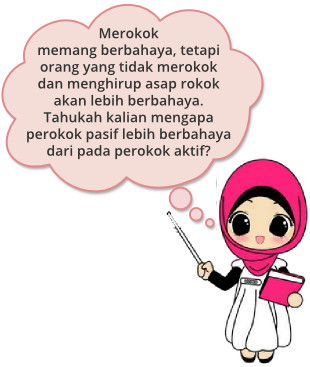 Merokok
memang berbahaya, tetapi
orang yang tidak merokok
dan menghirup asap rokok
akan lebih berbahaya.
Tahukah kalian mengapa
perokok pasif lebih berbahaya
dari pada perokok aktif?